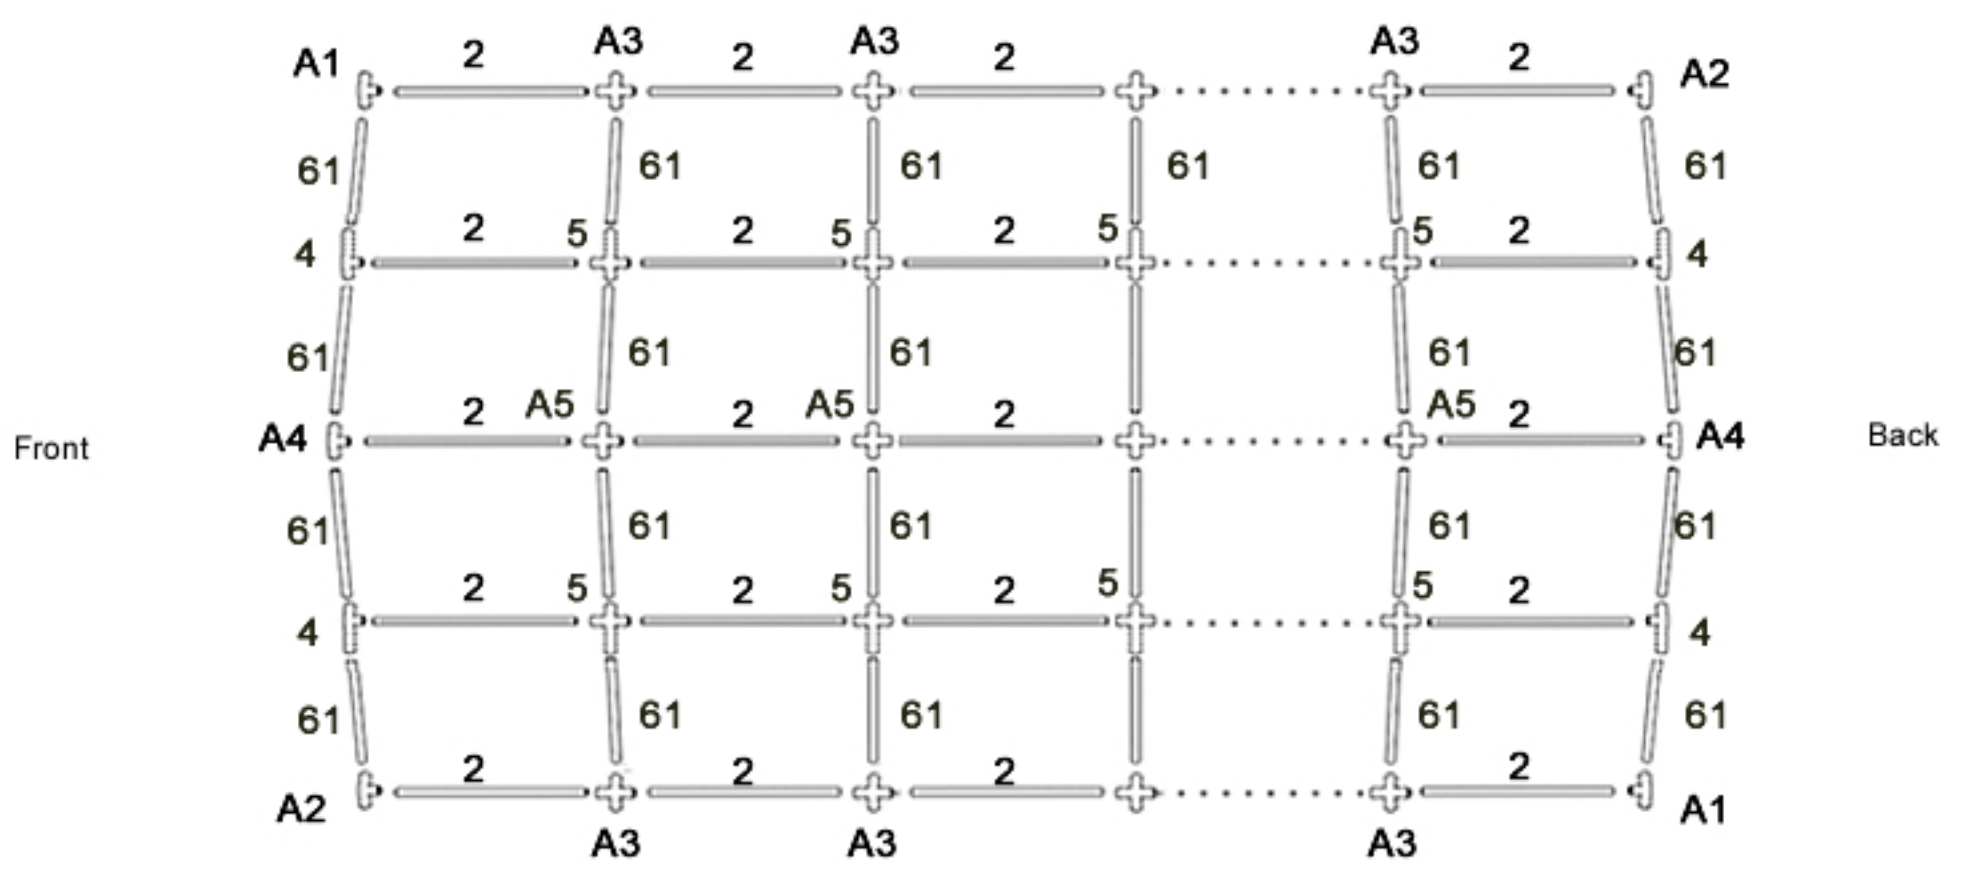 A1 2 A3 2 A3 2 A3 2 A2
61 61 61 61 61 61
4 2 5 2 5 2 5 5 2 4
61 61 61 61 61
Front A4 2 A5 2 A5 2 A5 2 A4 Back
61 61 61 61 61
4 2 5 2 5 2 5 5 2 4
61 61 61 61 61
A2 2 2 2 2 A1
A3 A3 A3